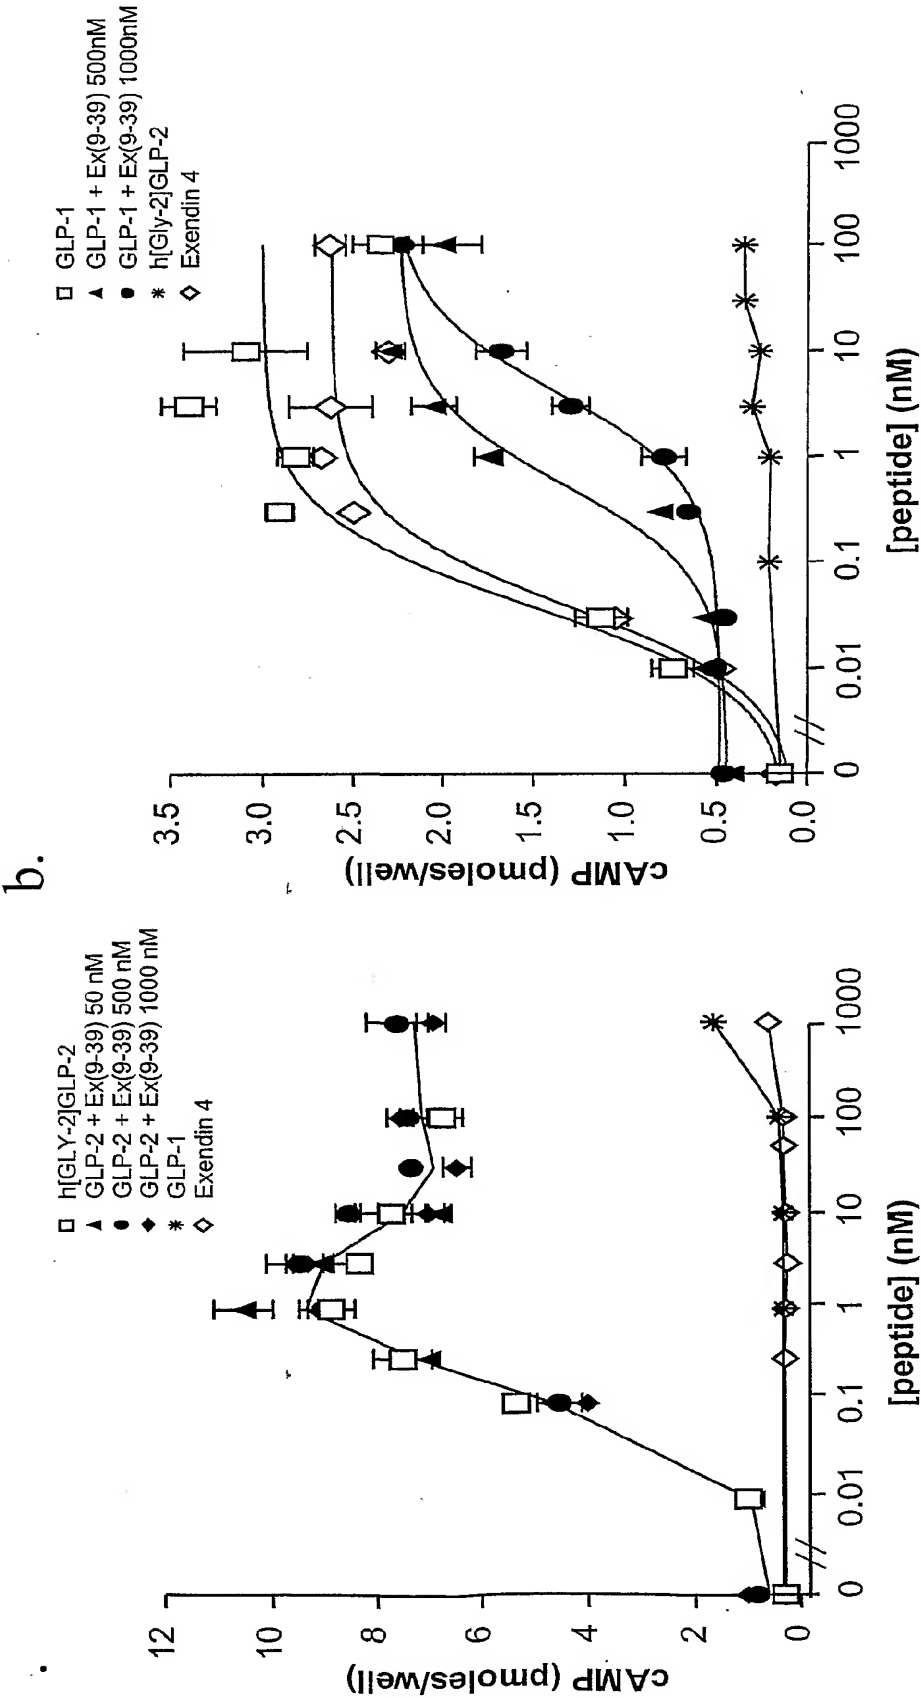 h[GLY-2]GLP-2
GLP-2 + Ex(9-39) 50 nM
GLP-2 + Ex(9-39) 500 nM
GLP-2 + Ex(9-39) 1000 nM
GLP-1
Exendin 4
cAMP (pmoles/well)
12
10
8
6
4
2
0
0
0.01
0.1
1
10
100
1000
[peptide] (nM)
b.
GLP-1
GLP-1 + Ex(9-39) 500nM
GLP-1 + Ex(9-39) 1000nM
h[Gly-2]GLP-2
Exendin 4
cAMP (pmoles/well)
3.5
3.0
2.5
2.0
1.5
1.0
0.5
0.0
0
0.01
0.1
1
10
100
1000
[peptide] (nM)